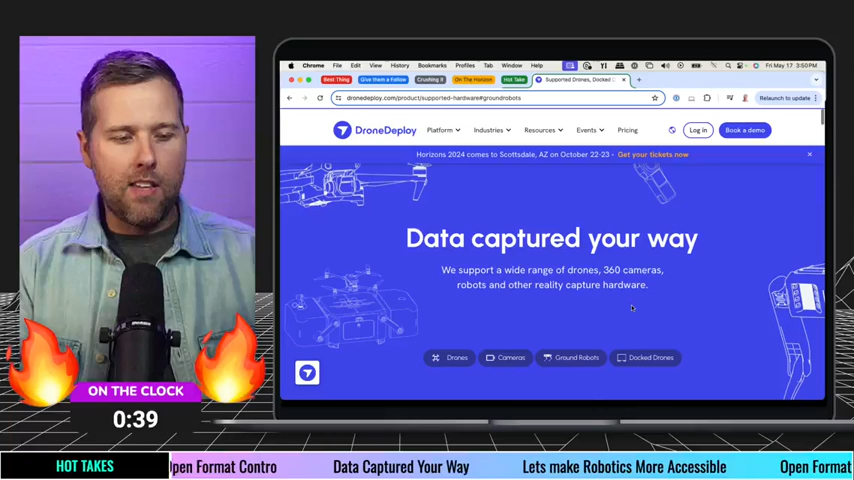 Chrome File Edit View History Bookmarks Profiles Tab Window Help
Fri May 17 3:50PM
Best Thing
Give them a Follow
Crushing it
On The Horizon
Hot Take
Supported Drones, Docked
dronedeploy.com/product/supported-hardware#groundrobots
Relaunch to update
DroneDeploy
Platform
Industries
Resources
Events
Pricing
Log in
Book a demo
Horizons 2024 comes to Scottsdale, AZ on October 22-23 - Get your tickets now
Data captured your way
We support a wide range of drones, 360 cameras,
robots and other reality capture hardware.
Drones
Cameras
Ground Robots
Docked Drones
ON THE CLOCK
0:39
HOT TAKES
Open Format Contro
Data Captured Your Way
Lets make Robotics More Accessible
Open Format